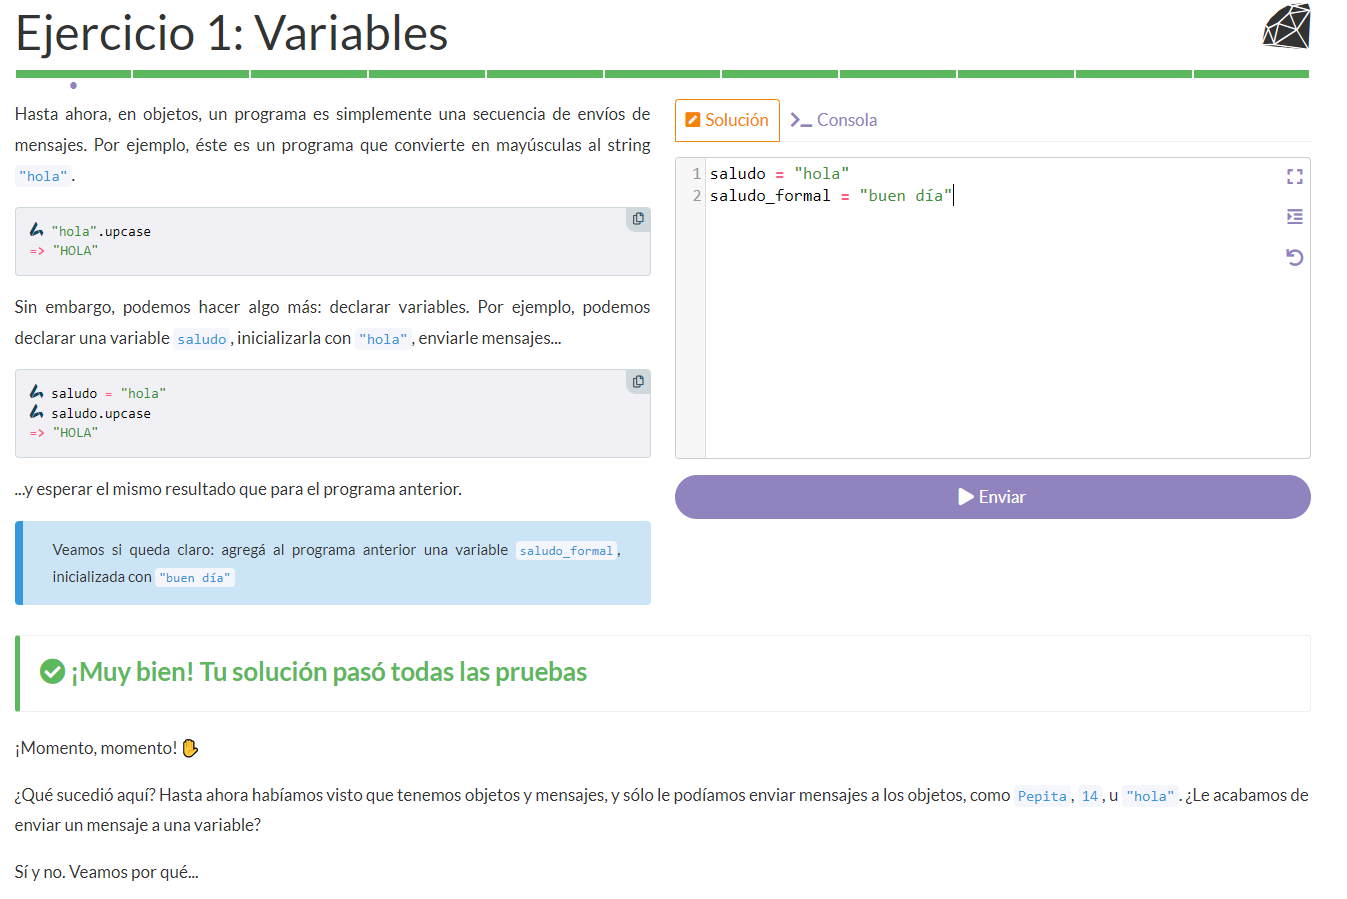 Ejercicio 1: Variables
Hasta ahora, en objetos, un programa es simplemente una secuencia de envíos de
mensajes. Por ejemplo, éste es un programa que convierte en mayúsculas al string
"hola".
"hola".upcase
=> "HOLA"
Sin embargo, podemos hacer algo más: declarar variables. Por ejemplo, podemos
declarar una variable saludo, inicializarla con "hola", enviarle mensajes...
saludo = "hola"
saludo.upcase
=> "HOLA"
...y esperar el mismo resultado que para el programa anterior.
Veamos si queda claro: agregá al programa anterior una variable saludo_formal,
inicializada con "buen día"
Solución
Consola
1 saludo = "hola"
2 saludo_formal = "buen día"
Enviar
¡Muy bien! Tu solución pasó todas las pruebas
¡Momento, momento! ✋
¿Qué sucedió aquí? Hasta ahora habíamos visto que tenemos objetos y mensajes, y sólo le podíamos enviar mensajes a los objetos, como Pepita, 14, u "hola". ¿Le acabamos de
enviar un mensaje a una variable?
Sí y no. Veamos por qué...